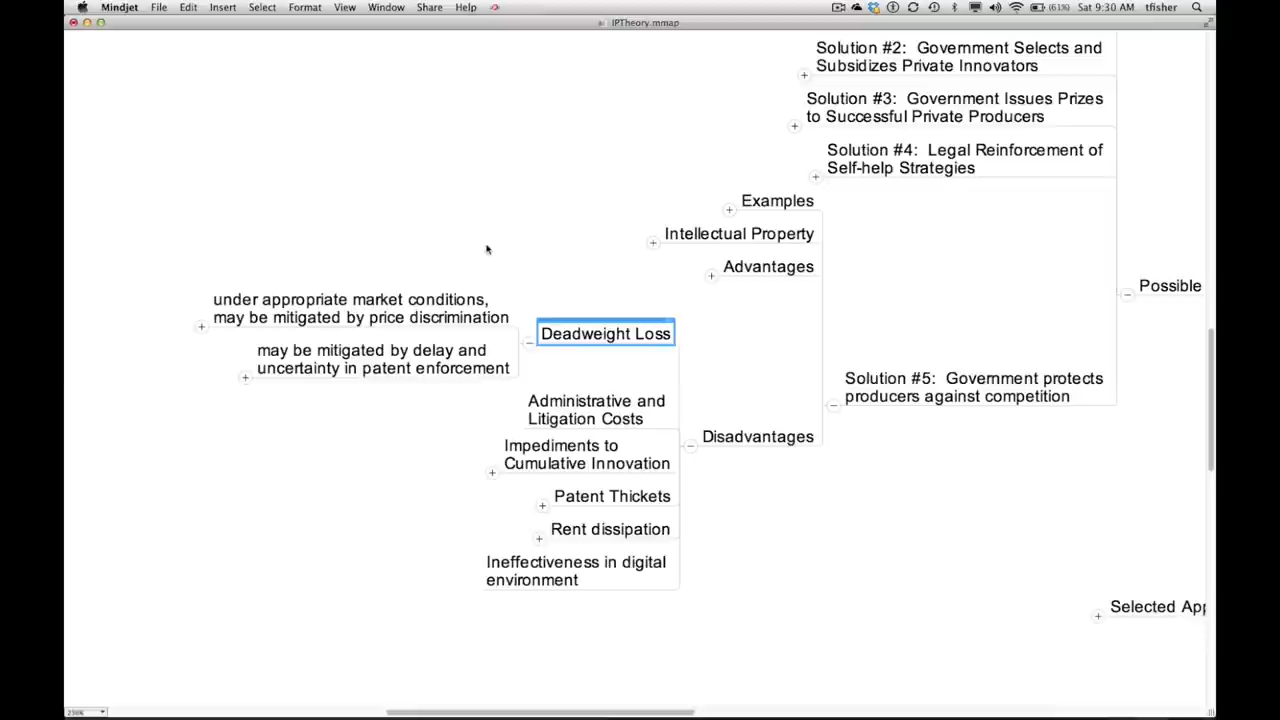 Mindjet File Edit Insert Select Format View Window Share Help (61%) Sat 9:30 AM tfisher
IPTheory.mmap
Solution #2: Government Selects and
Subsidizes Private Innovators
Solution #3: Government Issues Prizes
to Successful Private Producers
Solution #4: Legal Reinforcement of
Self-help Strategies
Examples
Intellectual Property
Advantages
Possible
under appropriate market conditions,
may be mitigated by price discrimination
Deadweight Loss
may be mitigated by delay and
uncertainty in patent enforcement
Solution #5: Government protects
producers against competition
Administrative and
Litigation Costs
Disadvantages
Impediments to
Cumulative Innovation
Patent Thickets
Rent dissipation
Ineffectiveness in digital
environment
Selected App